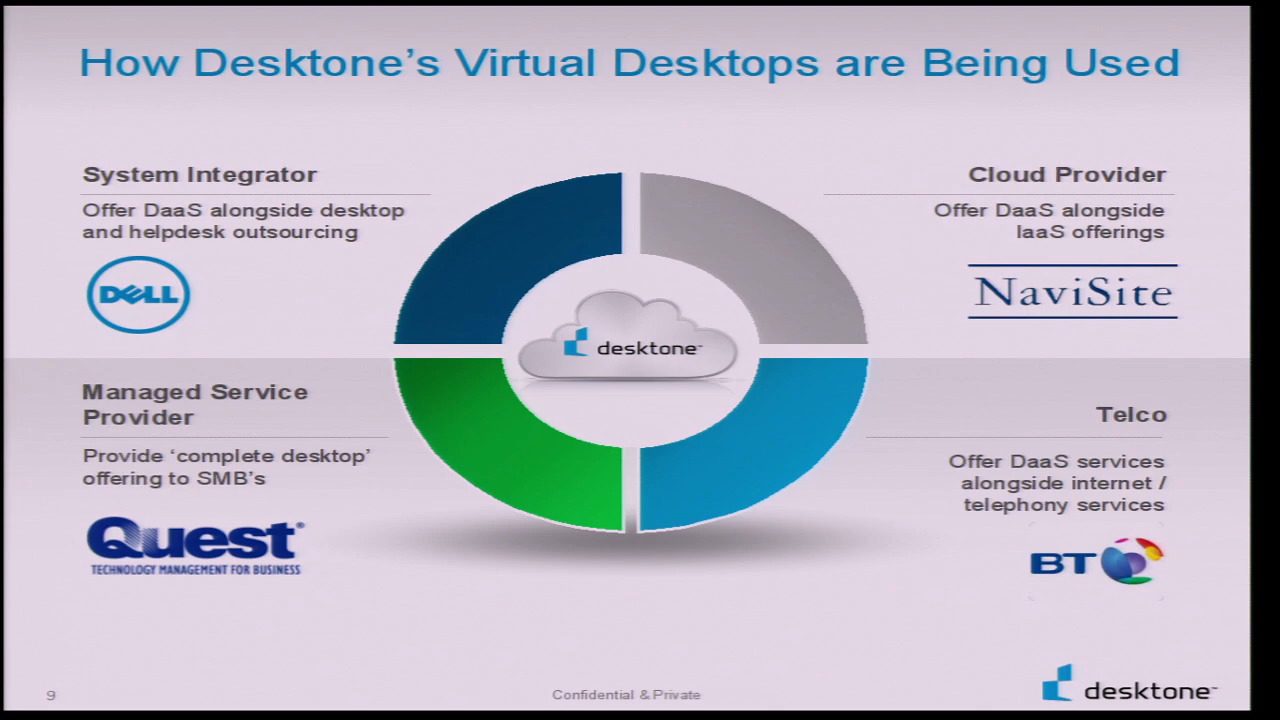 How Desktone’s Virtual Desktops are Being Used
System Integrator
Offer DaaS alongside desktop
and helpdesk outsourcing
DELL
Cloud Provider
Offer DaaS alongside
IaaS offerings
NaviSite
desktone™
Managed Service
Provider
Provide ‘complete desktop’
offering to SMB’s
Quest®
TECHNOLOGY MANAGEMENT FOR BUSINESS
Telco
Offer DaaS services
alongside internet /
telephony services
BT
9
Confidential & Private
desktone™